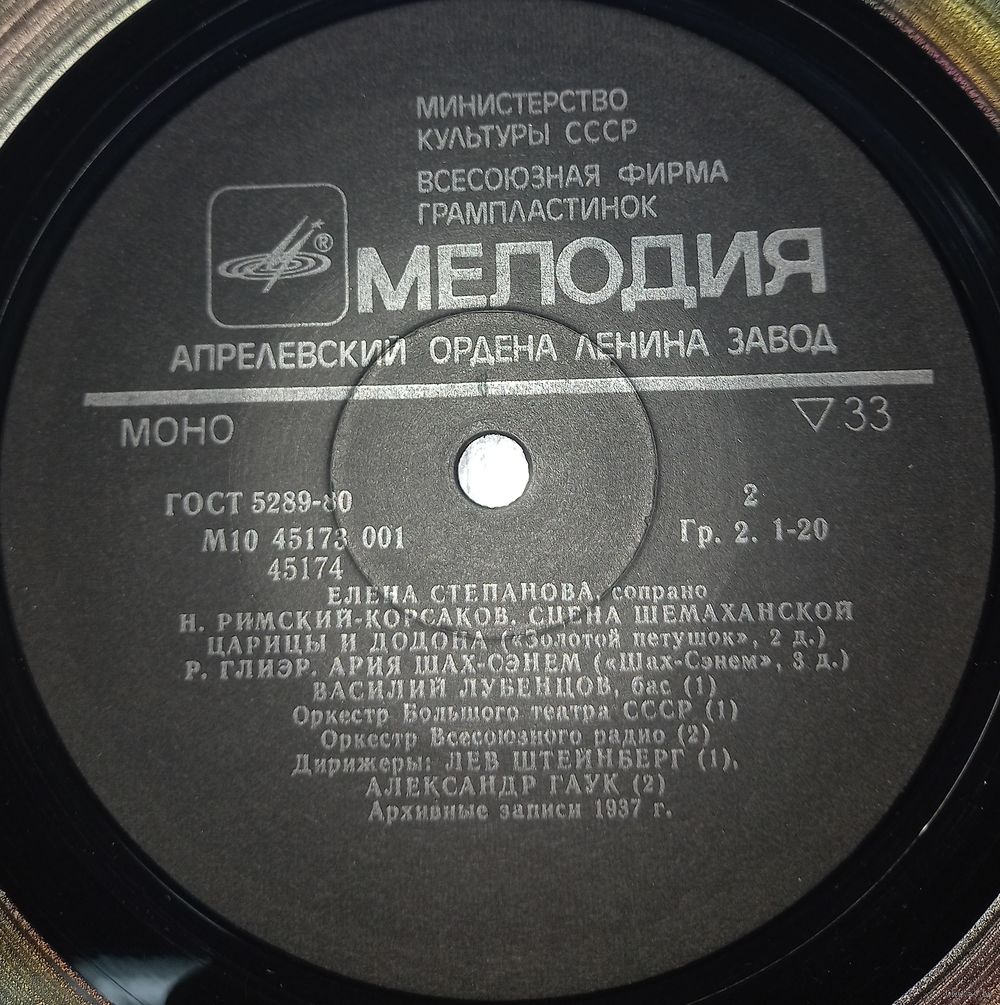 МИНИСТЕРСТВО
КУЛЬТУРЫ СССР
ВСЕСОЮЗНАЯ ФИРМА
ГРАМПЛАСТИНОК
®
МЕЛОДИЯ
АПРЕЛЕВСКИЙ ОРДЕНА ЛЕНИНА ЗАВОД
МОНО
▽33
ГОСТ 5289-80
2
М10 45173 001
Гр. 2. 1-20
45174
ЕЛЕНА СТЕПАНОВА, сопрано
Н. РИМСКИЙ-КОРСАКОВ. СЦЕНА ШЕМАХАНСКОЙ
ЦАРИЦЫ И ДОДОНА («Золотой петушок», 2 д.)
Р. ГЛИЭР. АРИЯ ШАХ-СЭНЕМ («Шах-Сэнем», 3 д.)
ВАСИЛИЙ ЛУБЕНЦОВ, бас (1)
Оркестр Большого театра СССР (1)
Оркестр Всесоюзного радио (2)
Дирижеры: ЛЕВ ШТЕЙНБЕРГ (1),
АЛЕКСАНДР ГАУК (2)
Архивные записи 1937 г.